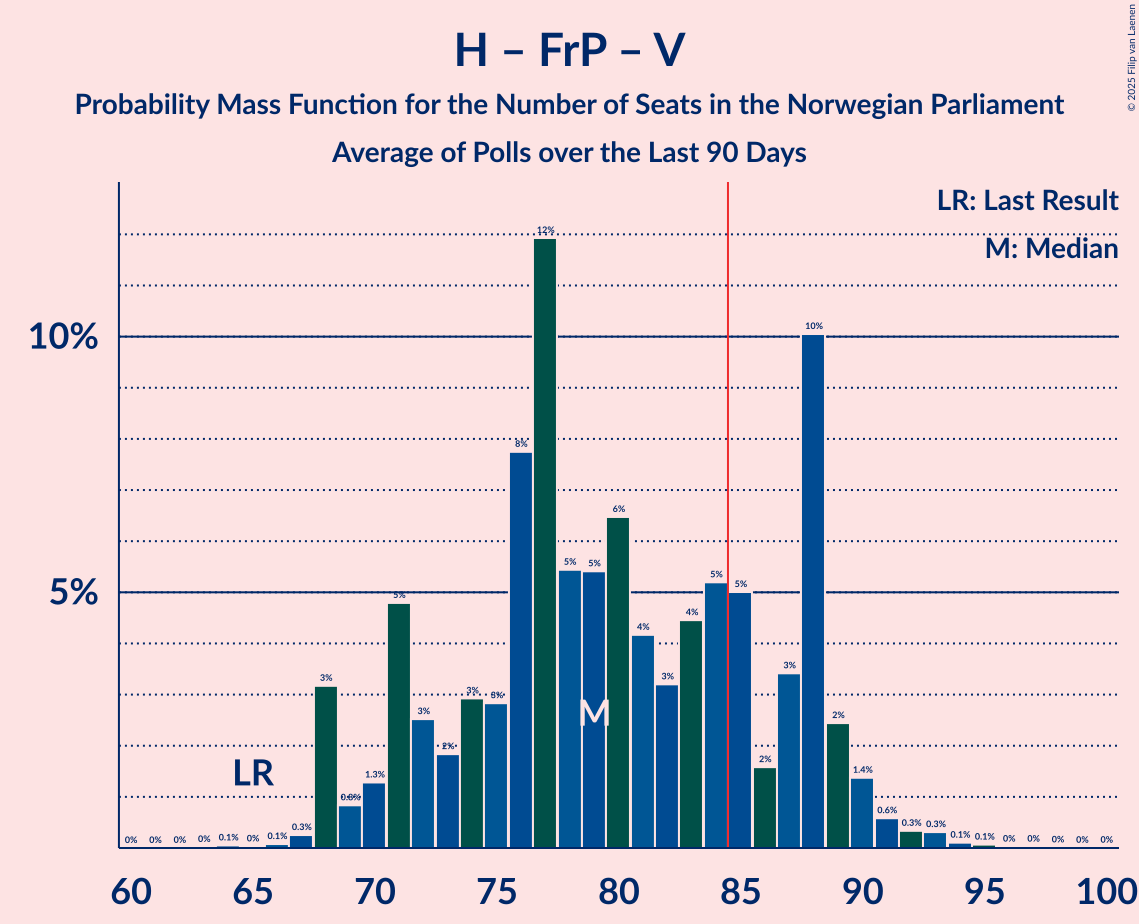 H – FrP – V
Probability Mass Function for the Number of Seats in the Norwegian Parliament
Average of Polls over the Last 90 Days
© 2025 Filip van Laenen
LR: Last Result
M: Median
10%
5%
LR
M
0% 0% 0% 0% 0.1% 0% 0.1% 0.3% 3% 0.8% 1.3% 5% 3% 2% 3% 3% 8% 12% 5% 5% 6% 4% 3% 4% 5% 5% 2% 3% 10% 2% 1.4% 0.6% 0.3% 0.3% 0.1% 0.1% 0% 0% 0% 0% 0%
60 65 70 75 80 85 90 95 100